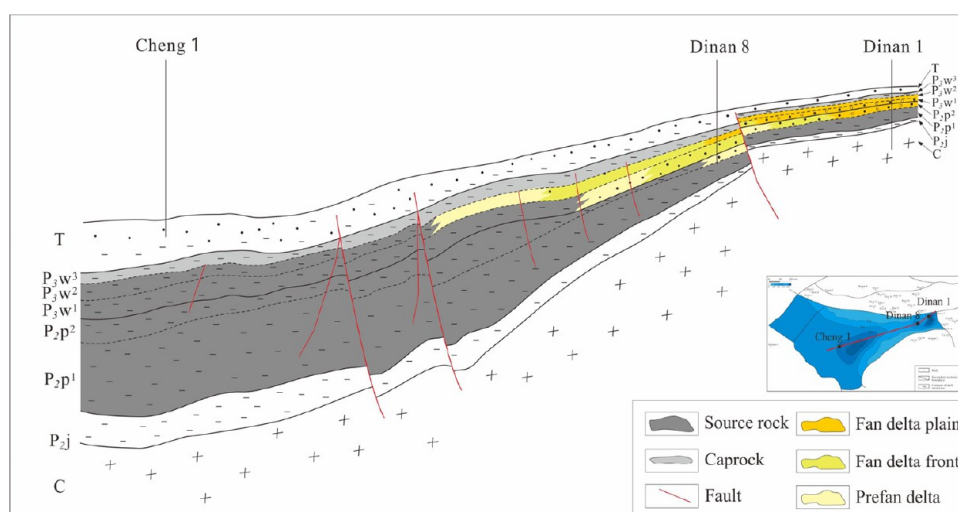 Cheng 1
Dinan 8
Dinan 1
T
P₃w³
P₃w²
P₃w¹
P₂p²
P₂p¹
P₂j
C
T
P₃w³
P₃w²
P₃w¹
P₂p²
P₂p¹
P₂j
C
Dinan 1
Dinan 8
Cheng 1
Source rock
Fan delta plain
Caprock
Fan delta front
Fault
Prefan delta